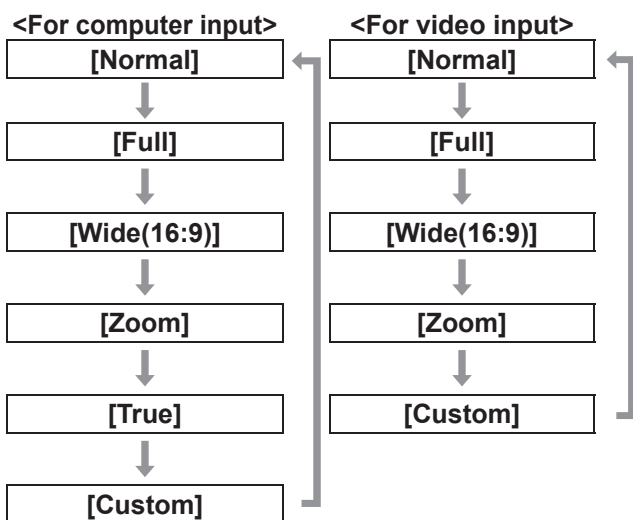 <For computer input>
[Normal]
[Full]
[Wide(16:9)]
[Zoom]
[True]
[Custom]
<For video input>
[Normal]
[Full]
[Wide(16:9)]
[Zoom]
[Custom]